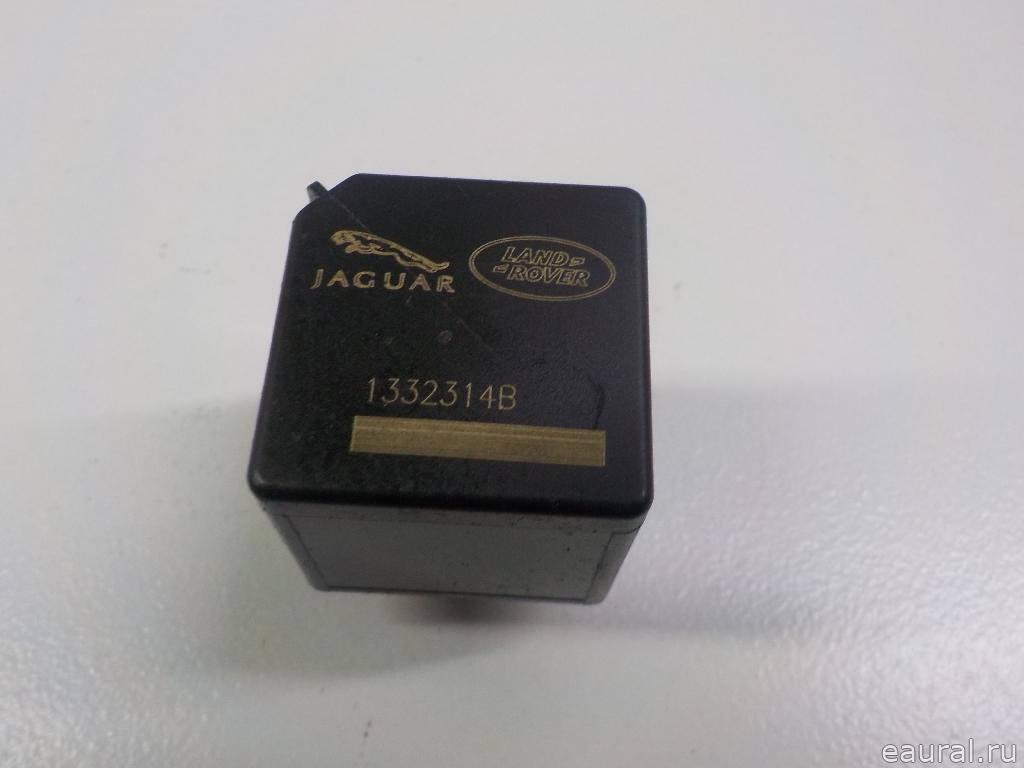 JAGUAR
LAND-
-ROVER
1332314B
eaural.ru